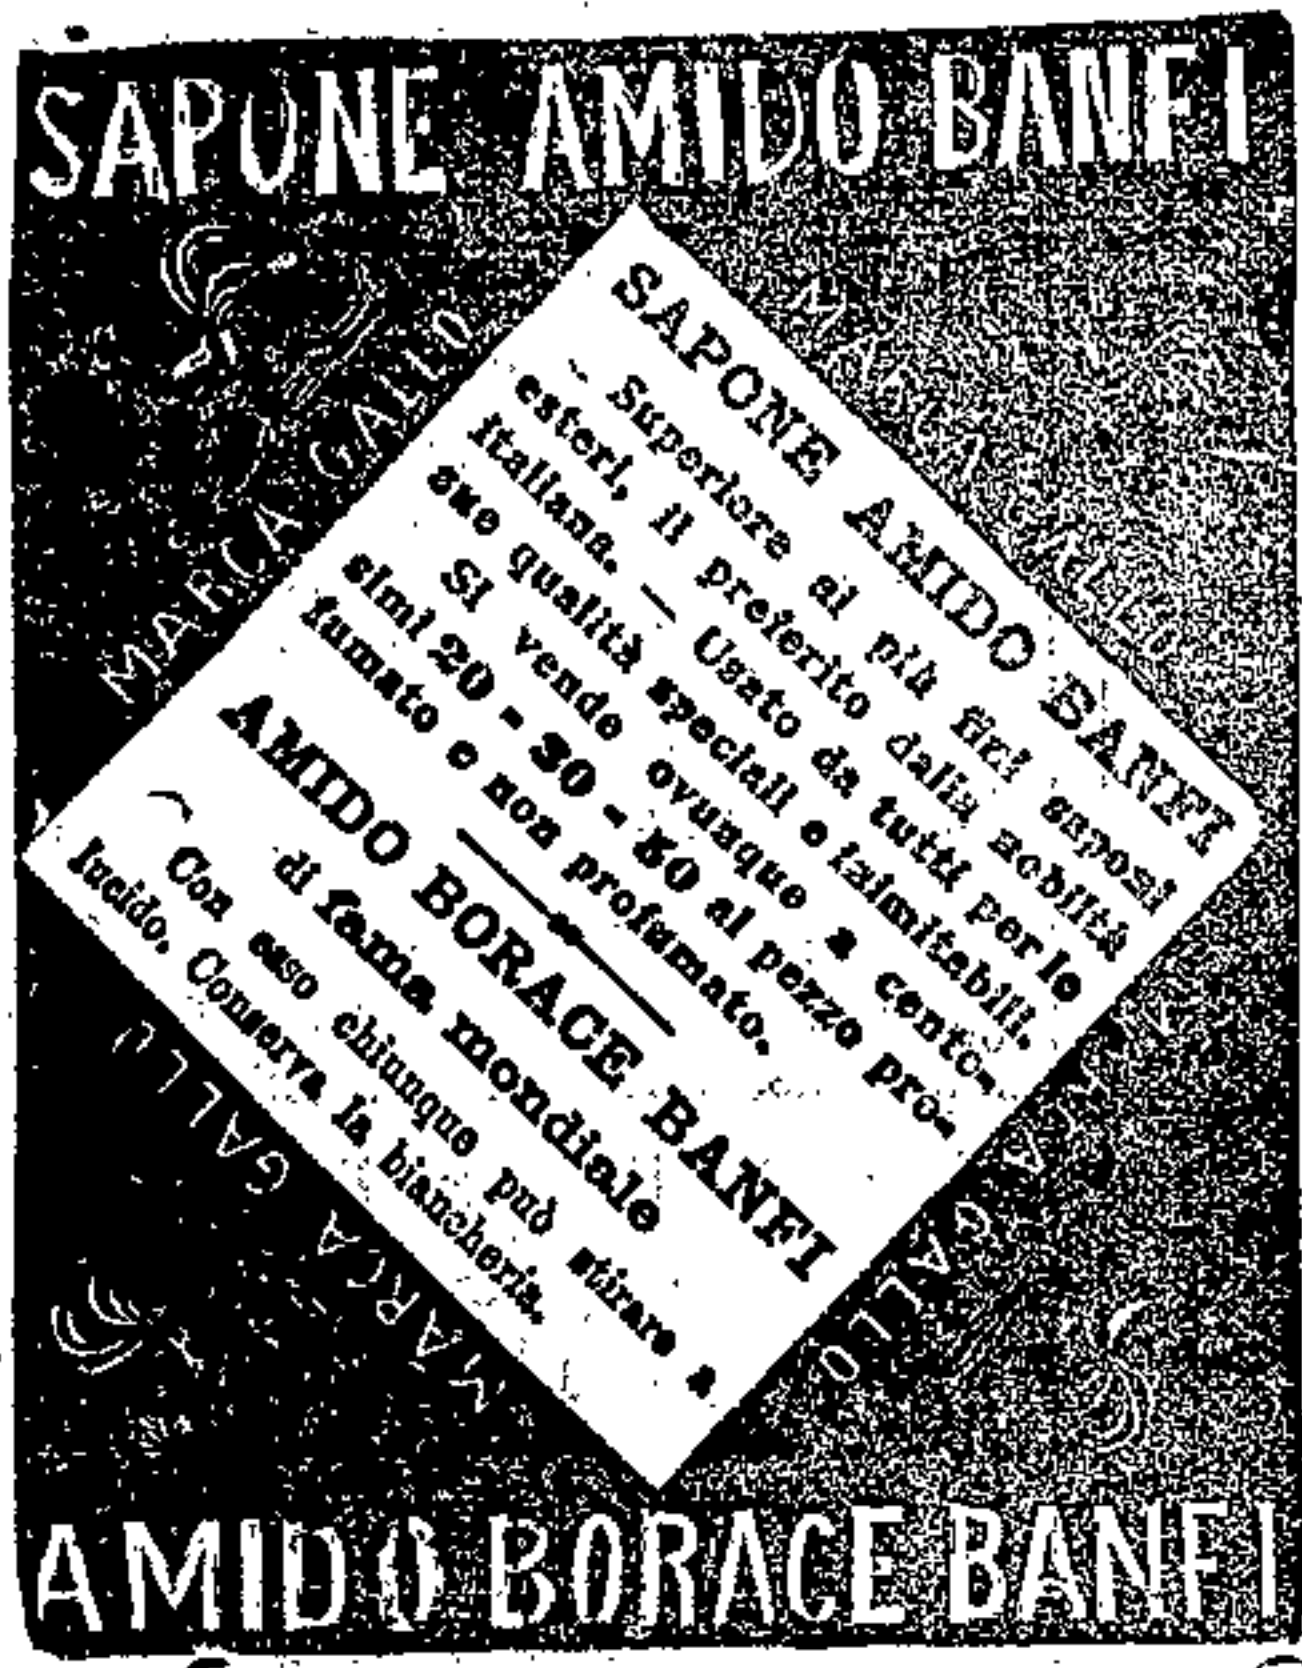 SAPONE AMIDO BANFI
MARCA GALLO
MARCA GALLO
SAPONE AMIDO BANFI
- Superiore ai più fini saponi
esteri, il preferito dalla nobiltà
italiana. — Usato da tutti per le
sue qualità speciali e inimitabili.
Si vende ovunque a cente-
simi 20 - 30 - 50 al pezzo pro-
fumato e non profumato.
AMIDO BORACE BANFI
di fama mondiale
Con esso chiunque può stirare a
lucido. Conserva la biancheria.
MARCA GALLO
MARCA GALLO
AMIDO BORACE BANFI